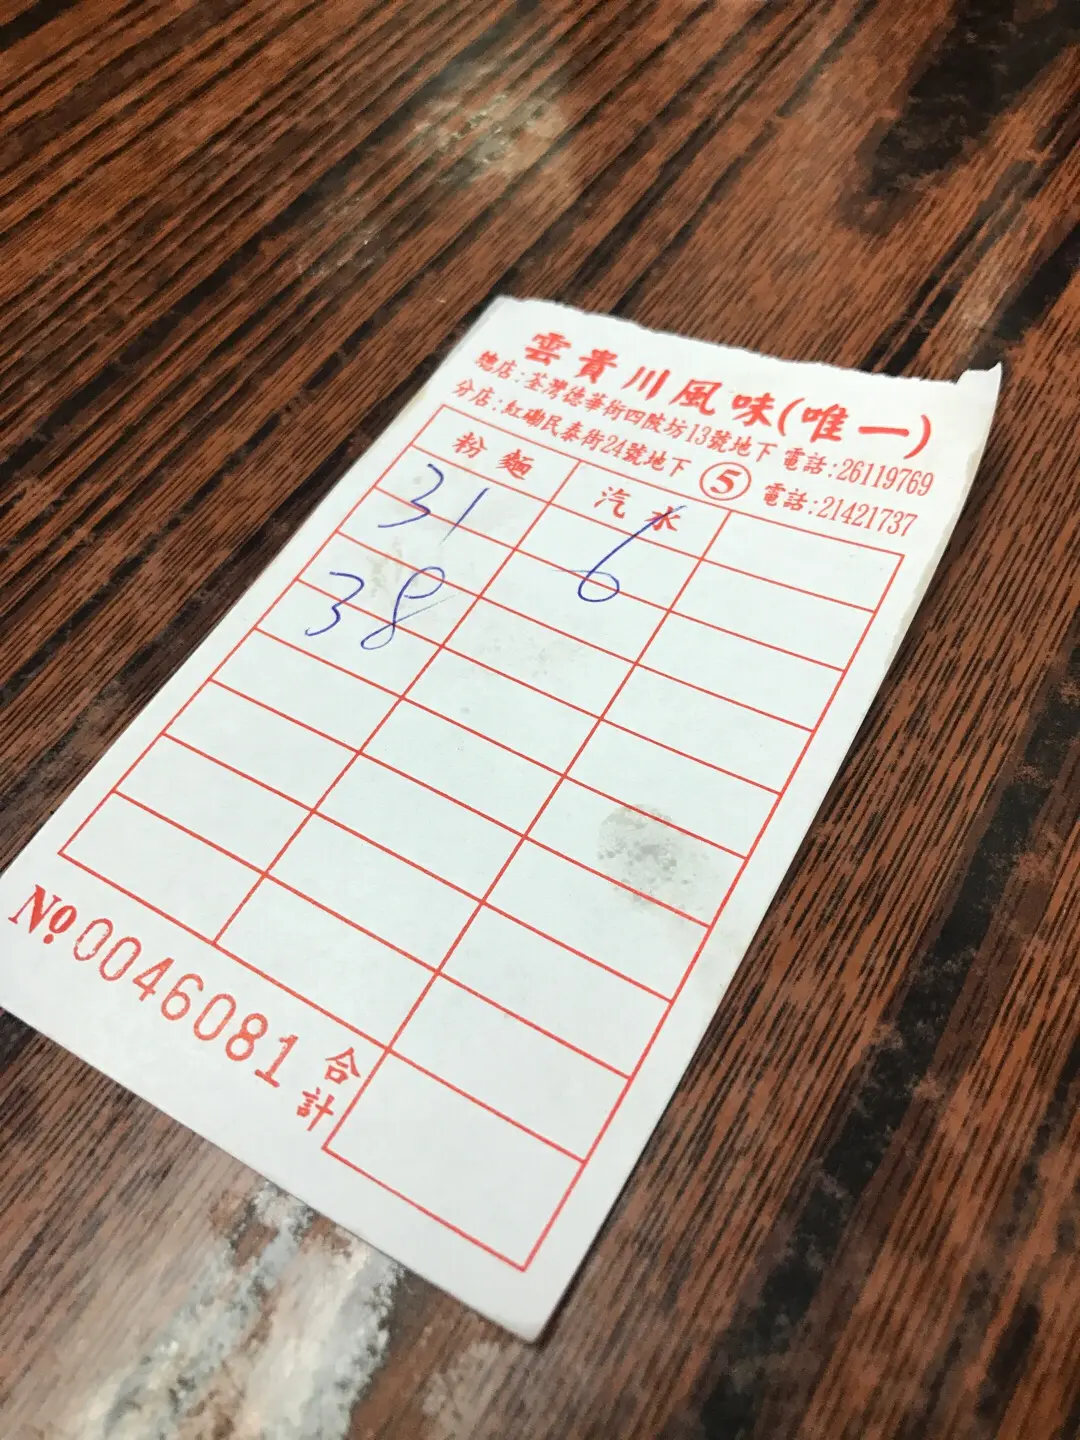 雲貴川風味(唯一)
總店:荃灣德華街四陂坊13號地下 電話:26119769
分店:紅磡民泰街24號地下 ⑤ 電話:21421737
粉麵 汽水
31 6
38
№0046081 合計